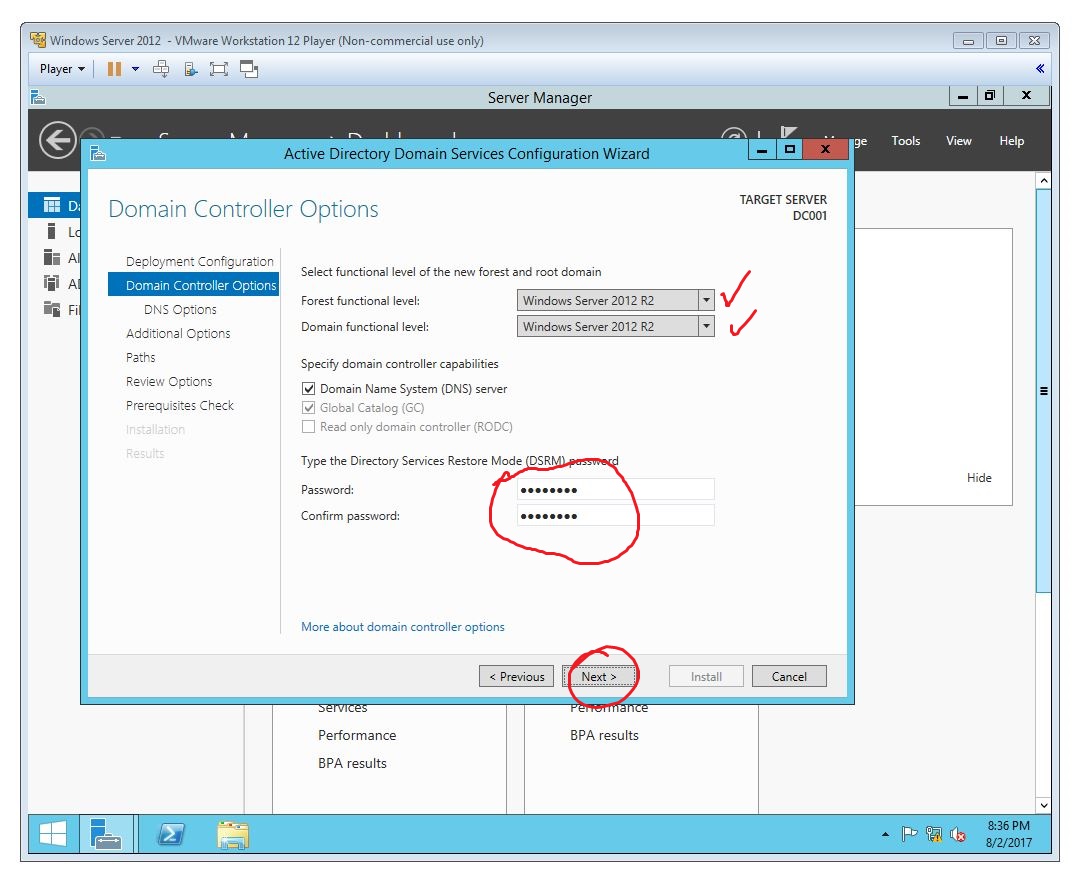 Windows Server 2012 - VMware Workstation 12 Player (Non-commercial use only)
Player
Server Manager
Tools View Help
Active Directory Domain Services Configuration Wizard
Domain Controller Options
TARGET SERVER
DC001
Deployment Configuration
Domain Controller Options
DNS Options
Additional Options
Paths
Review Options
Prerequisites Check
Installation
Results
Select functional level of the new forest and root domain
Forest functional level: Windows Server 2012 R2
Domain functional level: Windows Server 2012 R2
Specify domain controller capabilities
Domain Name System (DNS) server
Global Catalog (GC)
Read only domain controller (RODC)
Type the Directory Services Restore Mode (DSRM) password
Password: ••••••••
Confirm password: ••••••••
More about domain controller options
< Previous Next > Install Cancel
Hide
Services
Performance
BPA results
Performance
BPA results
8:36 PM
8/2/2017